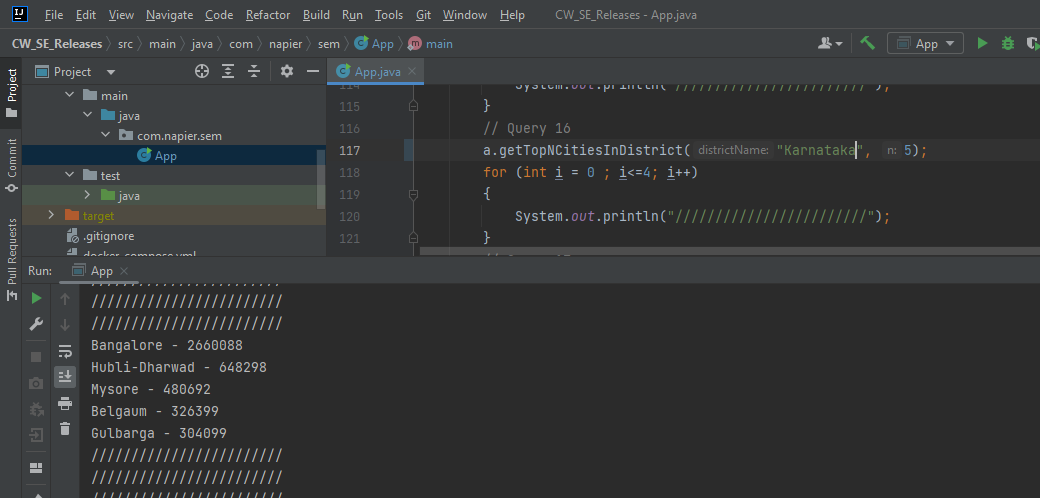 File Edit View Navigate Code Refactor Build Run Tools Git Window Help CW_SE_Releases - App.java
CW_SE_Releases src main java com napier sem App main
App
Project
Commit
Pull Requests
Project
main
java
com.napier.sem
App
test
java
target
.gitignore
docker-compose.yml
App.java
114 System.out.println("////////////////////////");
115 }
116 // Query 16
117 a.getTopNCitiesInDistrict( districtName: "Karnataka", n: 5);
118 for (int i = 0 ; i<=4; i++)
119 {
120 System.out.println("////////////////////////");
121 }
Run: App
////////////////////////
////////////////////////
////////////////////////
Bangalore - 2660088
Hubli-Dharwad - 648298
Mysore - 480692
Belgaum - 326399
Gulbarga - 304099
////////////////////////
////////////////////////
////////////////////////